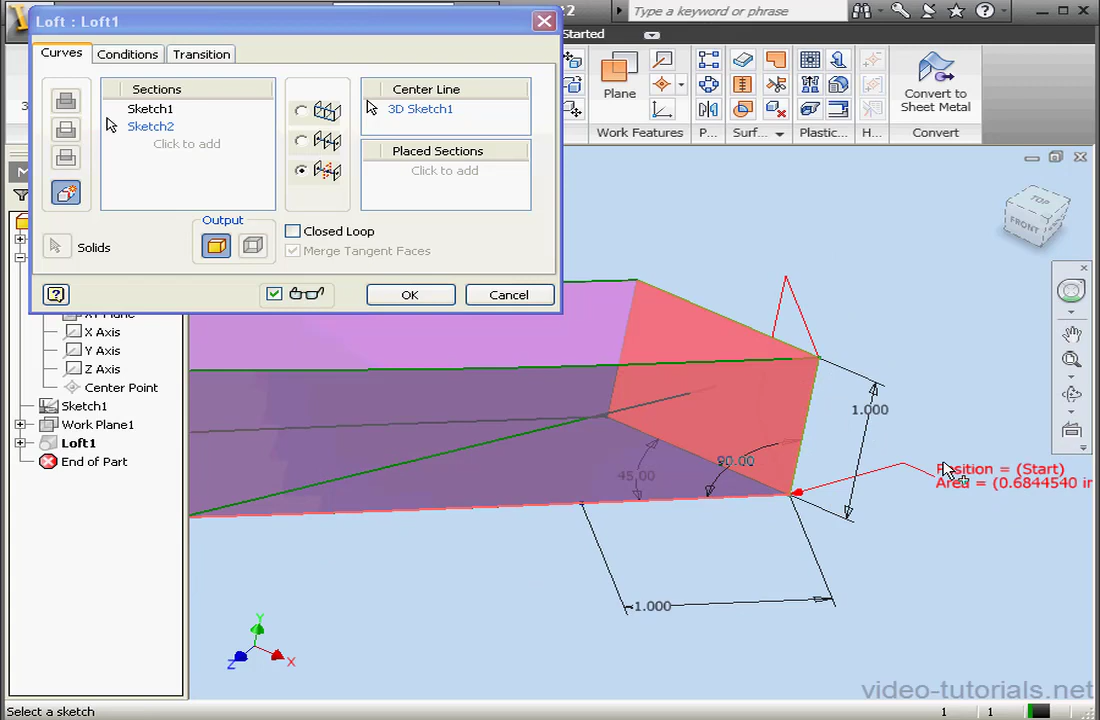 Loft : Loft1
2
Type a keyword or phrase
Started
Curves
Conditions
Transition
Sections
Sketch1
Sketch2
Click to add
Center Line
3D Sketch1
Placed Sections
Click to add
Output
Closed Loop
Merge Tangent Faces
Solids
OK
Cancel
Plane
Work Features
P...
Surf...
Plastic...
H...
Convert to
Sheet Metal
Convert
TOP
FRONT
X Axis
Y Axis
Z Axis
Center Point
Sketch1
Work Plane1
Loft1
End of Part
1.000
90.00
45.00
Position = (Start)
Area = (0.6844540 in
1.000
Y
Z
X
video-tutorials.net
Select a sketch
1
1